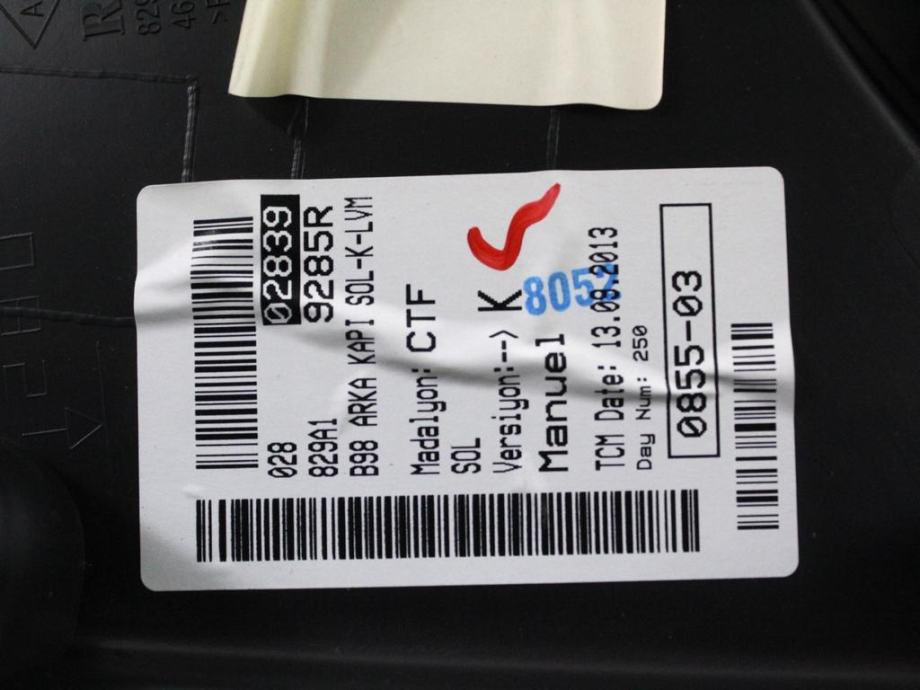 02839
028
9285R
829A1
B98 ARKA KAPI SOL-K-LVM
Madalyon: CTF
SOL
Versiyon:--> K
Manuel
TCM Date: 13.09.2013
Day Num: 250
0855-03